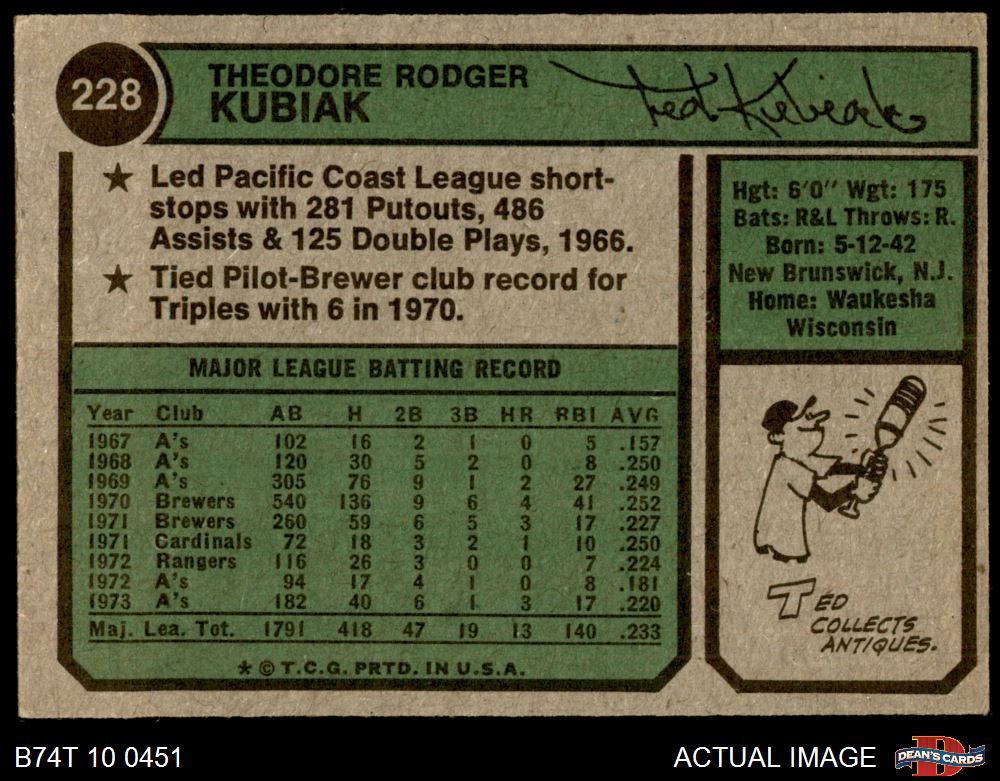 228
THEODORE RODGER
KUBIAK
Ted Kubiak
★ Led Pacific Coast League short-
stops with 281 Putouts, 486
Assists & 125 Double Plays, 1966.
★ Tied Pilot-Brewer club record for
Triples with 6 in 1970.
Hgt: 6'0" Wgt: 175
Bats: R&L Throws: R.
Born: 5-12-42
New Brunswick, N.J.
Home: Waukesha
Wisconsin
MAJOR LEAGUE BATTING RECORD
Year Club AB H 2B 3B HR RBI AVG
1967 A's 102 16 2 1 0 5 .157
1968 A's 120 30 5 2 0 8 .250
1969 A's 305 76 9 1 2 27 .249
1970 Brewers 540 136 9 6 4 41 .252
1971 Brewers 260 59 6 5 3 17 .227
1971 Cardinals 72 18 3 2 1 10 .250
1972 Rangers 116 26 3 0 0 7 .224
1972 A's 94 17 4 1 0 8 .181
1973 A's 182 40 6 1 3 17 .220
Maj. Lea. Tot. 1791 418 47 19 13 140 .233
* © T.C.G. PRTD. IN U.S.A.
TED
COLLECTS
ANTIQUES.
B74T 10 0451
ACTUAL IMAGE
D
DEAN'S CARDS